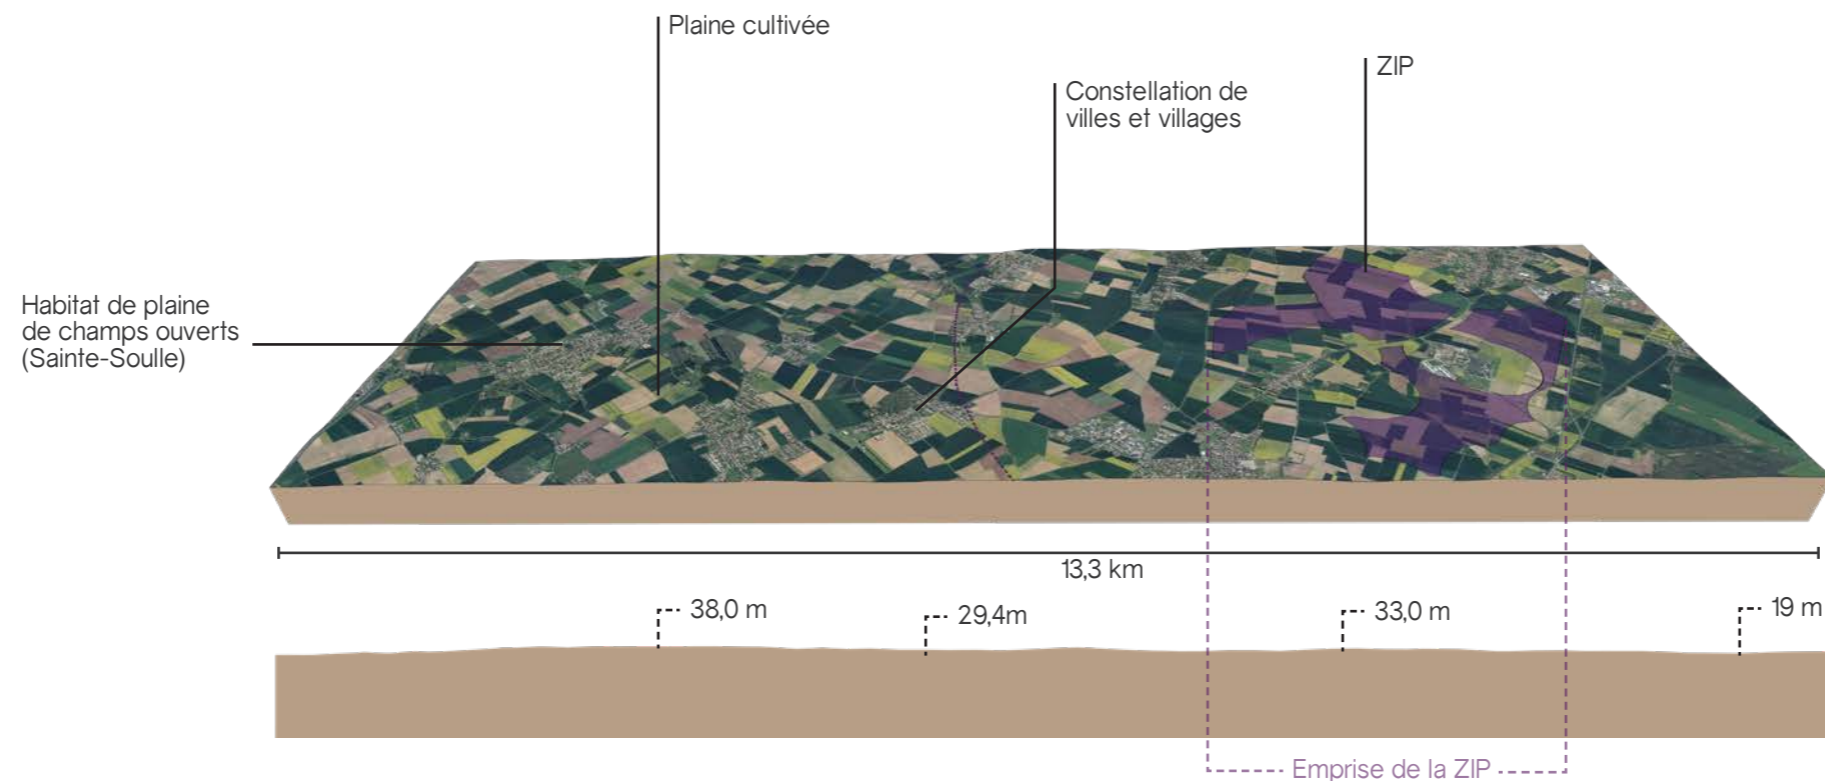 Plaine cultivée
ZIP
Constellation de
villes et villages
Habitat de plaine
de champs ouverts
(Sainte-Soulle)
13,3 km
38,0 m
29,4m
33,0 m
19 m
Emprise de la ZIP